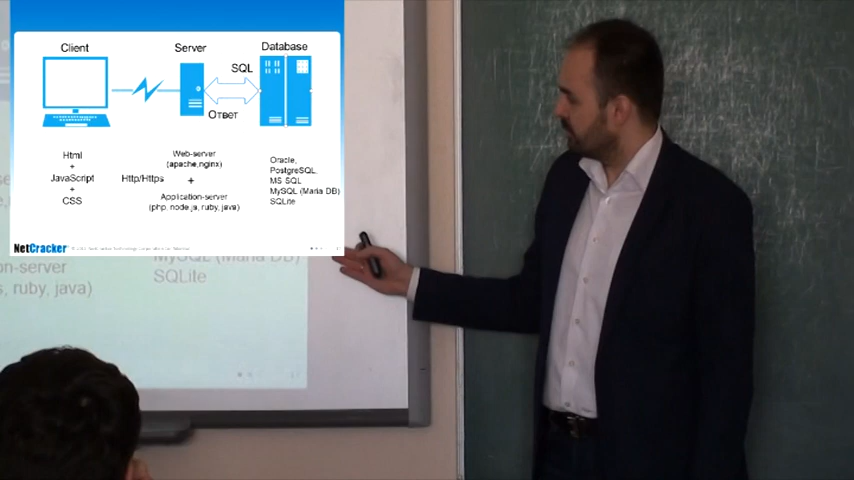 Client
Server
Database
SQL
Ответ
Html
+
JavaScript
+
CSS
Http/Https
Web-server
(apache,nginx)
+
Application-server
(php, node.js, ruby, java)
Oracle,
PostgreSQL,
MS SQL
MySQL (Maria DB)
SQLite
NetCracker
on-server
s, ruby, java)
MySQL (Maria DB)
SQLite